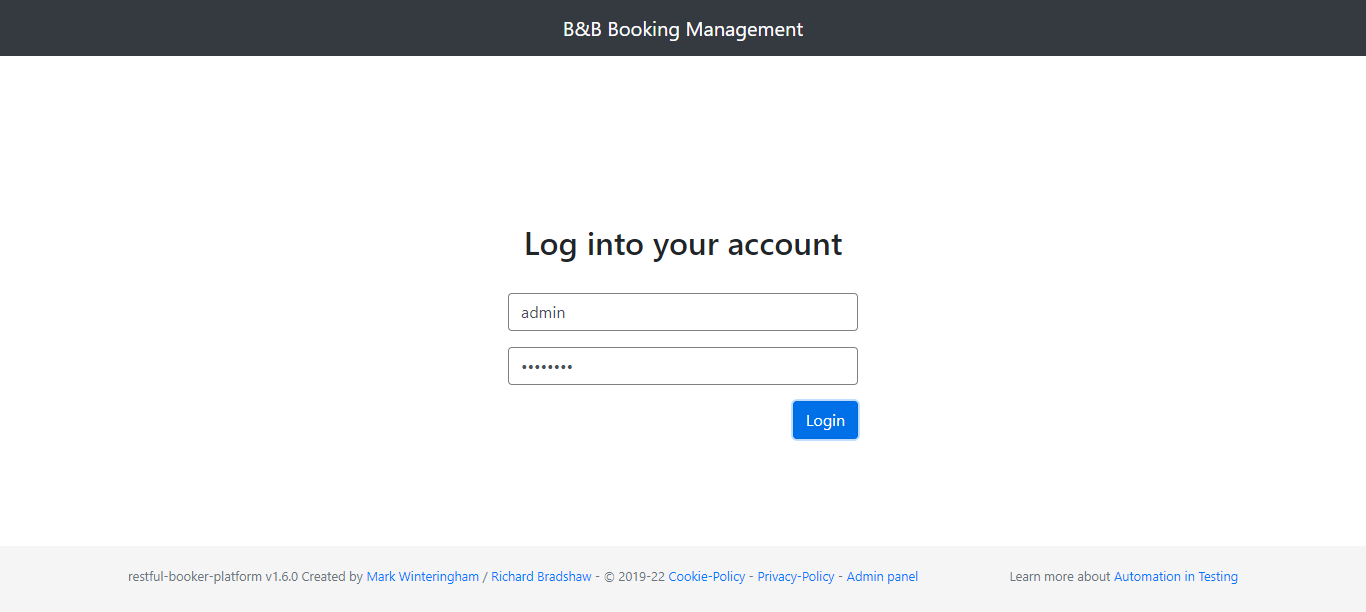 B&B Booking Management
Log into your account
admin
••••••••
Login
restful-booker-platform v1.6.0 Created by Mark Winteringham / Richard Bradshaw - © 2019-22 Cookie-Policy - Privacy-Policy - Admin panel
Learn more about Automation in Testing